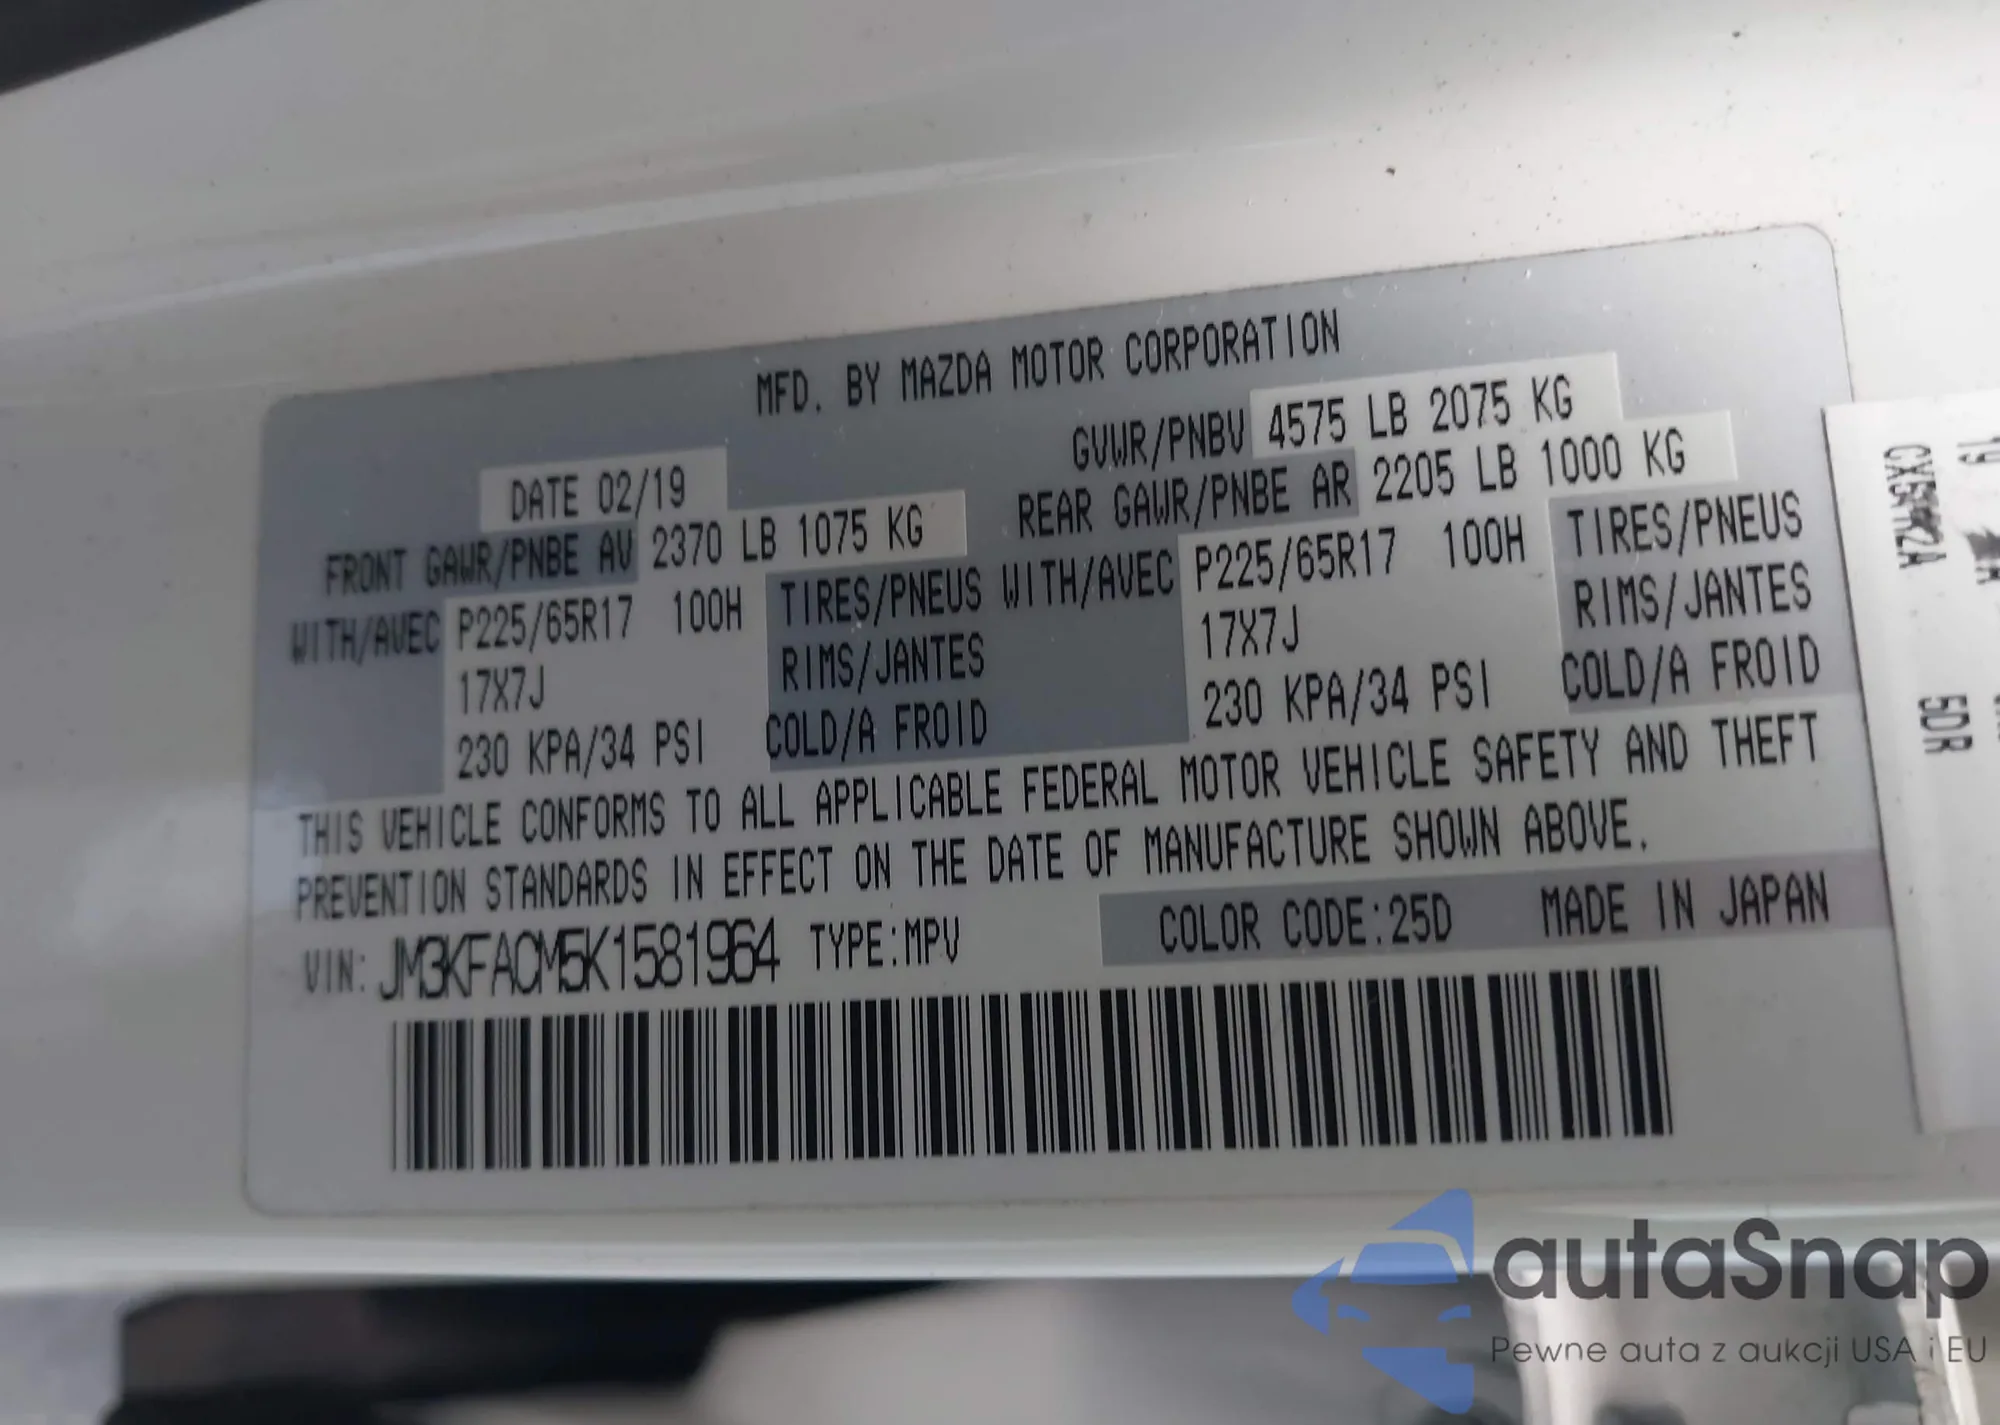 MFD. BY MAZDA MOTOR CORPORATION
GVWR/PNBV 4575 LB 2075 KG
DATE 02/19
REAR GAWR/PNBE AR 2205 LB 1000 KG
FRONT GAWR/PNBE AV 2370 LB 1075 KG
WITH/AVEC P225/65R17 100H TIRES/PNEUS WITH/AVEC P225/65R17 100H TIRES/PNEUS
17X7J RIMS/JANTES 17X7J RIMS/JANTES
230 KPA/34 PSI COLD/A FROID 230 KPA/34 PSI COLD/A FROID
THIS VEHICLE CONFORMS TO ALL APPLICABLE FEDERAL MOTOR VEHICLE SAFETY AND THEFT
PREVENTION STANDARDS IN EFFECT ON THE DATE OF MANUFACTURE SHOWN ABOVE.
VIN: JM3KFACM5K1581964 TYPE:MPV COLOR CODE:25D MADE IN JAPAN
19
5DR
autaSnap
Pewne auta z aukcji USA i EU